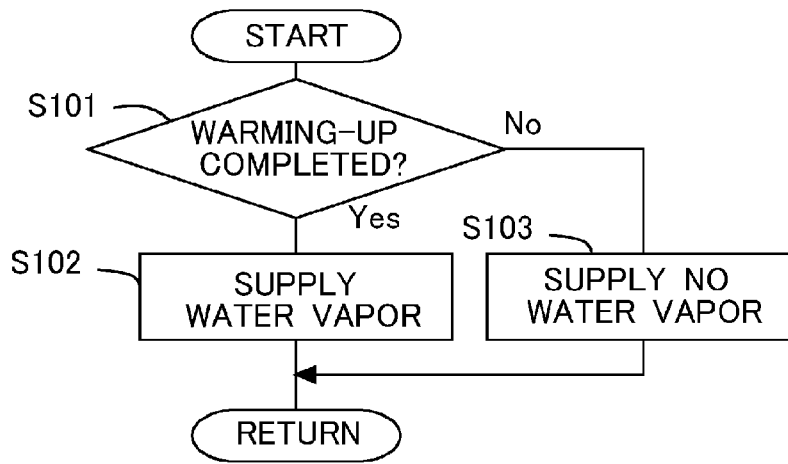 START
S101
WARMING-UP
COMPLETED?
No
Yes
S102
SUPPLY
WATER VAPOR
S103
SUPPLY NO
WATER VAPOR
RETURN